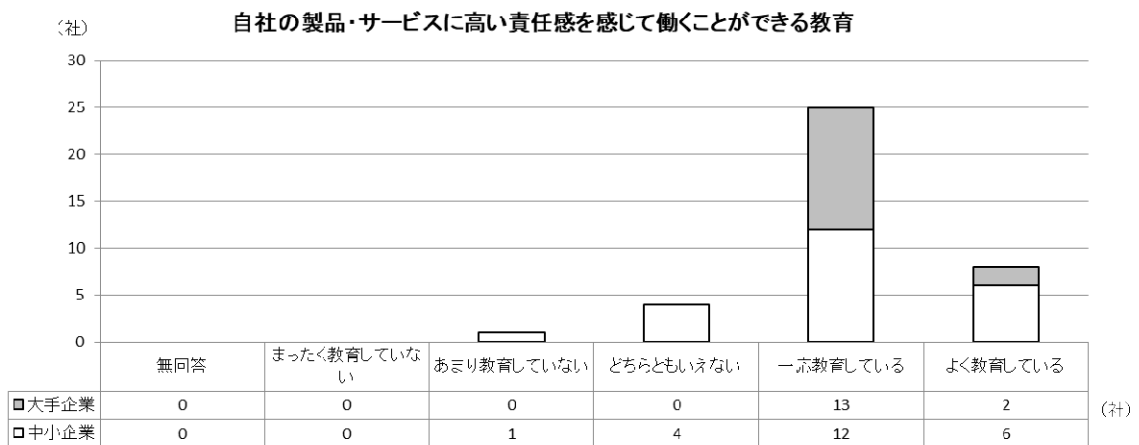 自社の製品・サービスに高い責任感を感じて働くことができる教育
（社）
30
25
20
15
10
5
0
無回答 まったく教育していな
い あまり教育していない どちらともいえない 一応教育している よく教育している
大手企業 0 0 0 0 13 2
（社）
中小企業 0 0 1 4 12 6